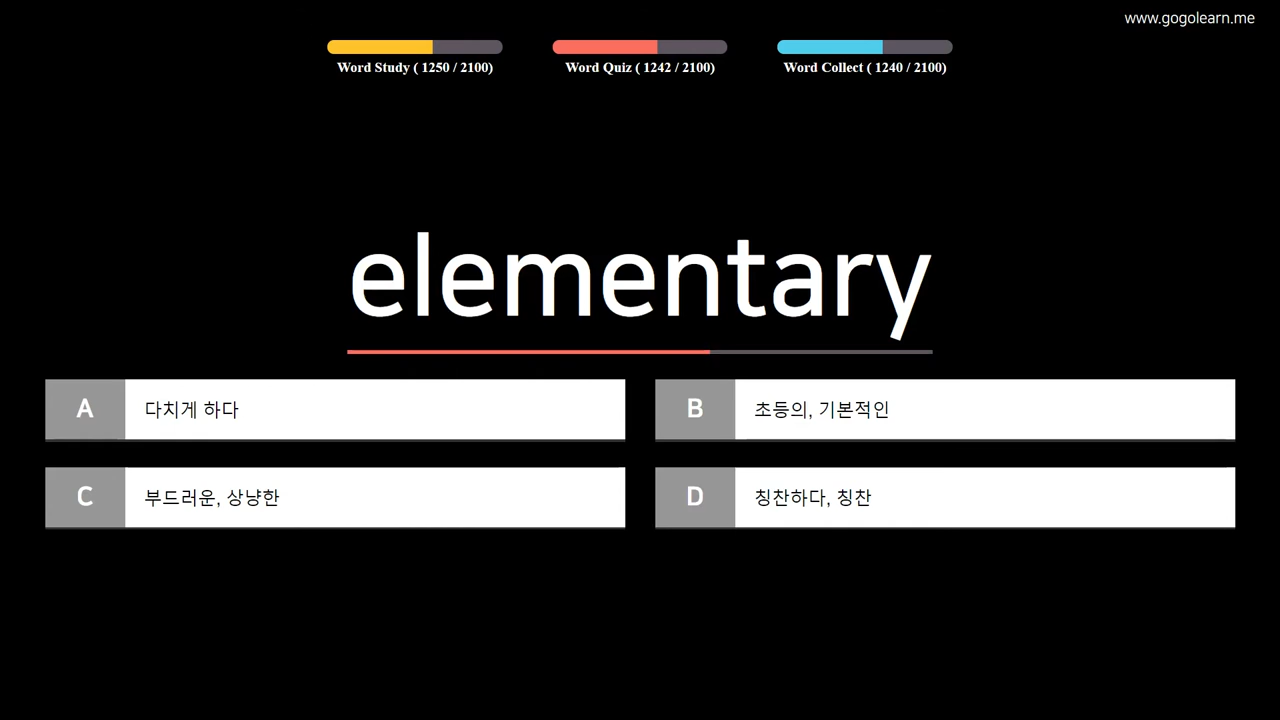 www.gogolearn.me
Word Study ( 1250 / 2100)
Word Quiz ( 1242 / 2100)
Word Collect ( 1240 / 2100)
elementary
A 다치게 하다
B 초등의, 기본적인
C 부드러운, 상냥한
D 칭찬하다, 칭찬